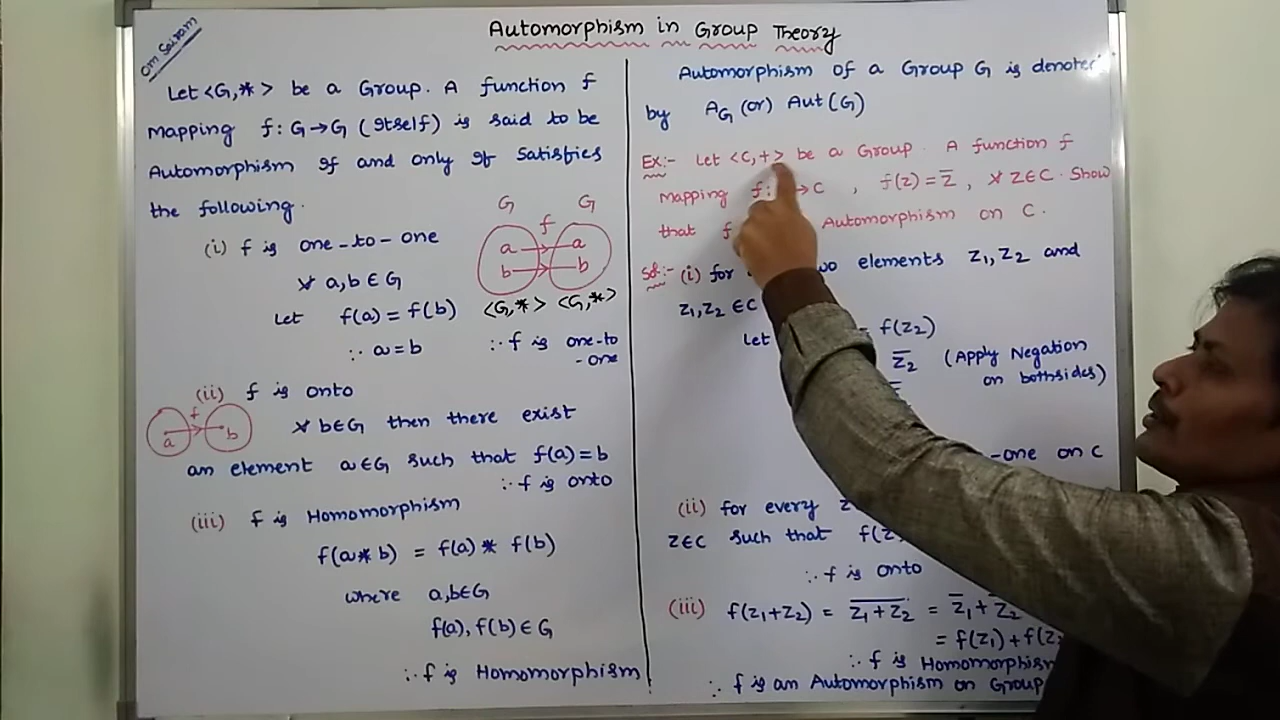 Om Sairam
Automorphism in Group Theory
Let <G,*> be a Group. A function f
Mapping f: G→G (Itself) is said to be
Automorphism If and only If Satisfies
the following.
(i) f is one-to-one
∀ a,b∈G
Let f(a) = f(b)
∴ a=b
G G
f
a a
b b
<G,*> <G,*>
∴ f is one-to
-one
(ii) f is onto
f
a b
∀ b∈G then there exist
an element a∈G such that f(a)=b
∴ f is onto
(iii) f is Homomorphism
f(a*b) = f(a) * f(b)
where a,b∈G
f(a), f(b)∈G
∴ f is Homomorphism
Automorphism of a Group G is denoted
by A_G (or) Aut(G)
Ex:- Let <C,+> be a Group. A function f
Mapping f: →C , f(z) = z̅ , ∀ Z∈C. Show
that f Automorphism on C.
Sol:- (i) for elements Z₁,Z₂ and
Z₁,Z₂ ∈C
Let = f(Z₂)
Z̅₂ (Apply Negation
on bothsides)
-one on C
(ii) for every
Z∈C such that
∴ f is onto
(iii) f(Z₁+Z₂) = \overline{Z₁+Z₂} = Z̅₁+Z̅₂
= f(Z₁)+f(Z
∴ f is Homomorphism
∴ f is an Automorphism on Group